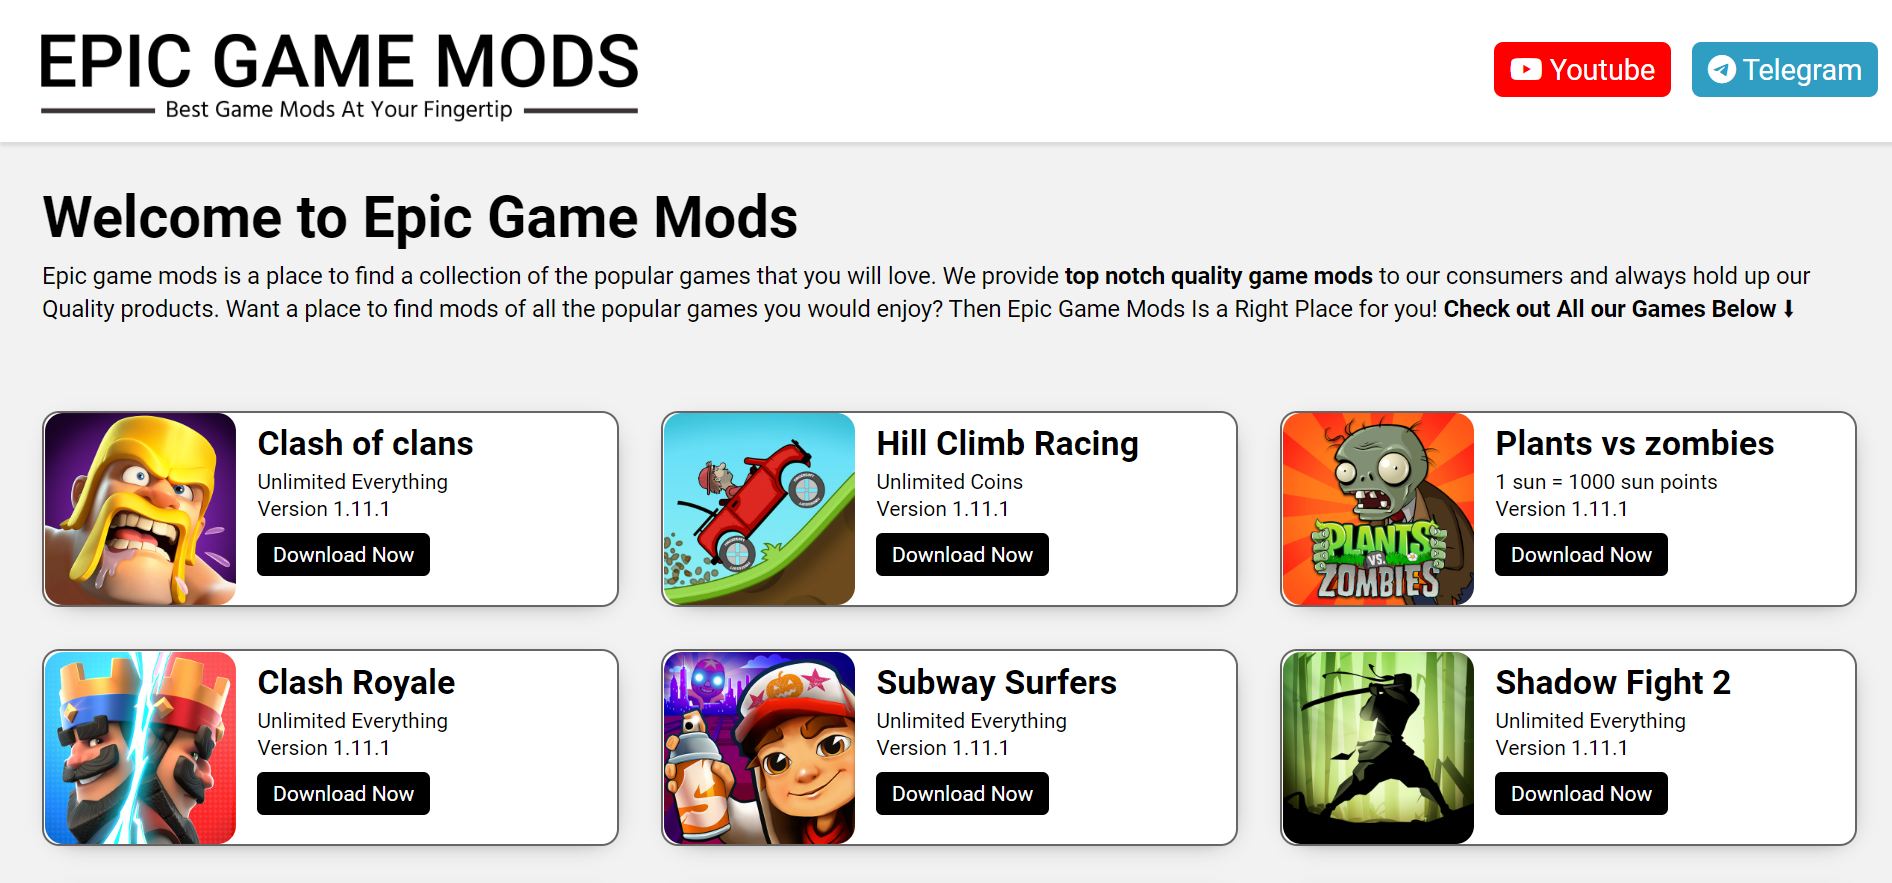 EPIC GAME MODS
Best Game Mods At Your Fingertip
Youtube
Telegram
Welcome to Epic Game Mods
Epic game mods is a place to find a collection of the popular games that you will love. We provide top notch quality game mods to our consumers and always hold up our
Quality products. Want a place to find mods of all the popular games you would enjoy? Then Epic Game Mods Is a Right Place for you! Check out All our Games Below ⬇
Clash of clans
Unlimited Everything
Version 1.11.1
Download Now
Hill Climb Racing
Unlimited Coins
Version 1.11.1
Download Now
PLANTS
VS.
ZOMBIES
Plants vs zombies
1 sun = 1000 sun points
Version 1.11.1
Download Now
Clash Royale
Unlimited Everything
Version 1.11.1
Download Now
Subway Surfers
Unlimited Everything
Version 1.11.1
Download Now
Shadow Fight 2
Unlimited Everything
Version 1.11.1
Download Now